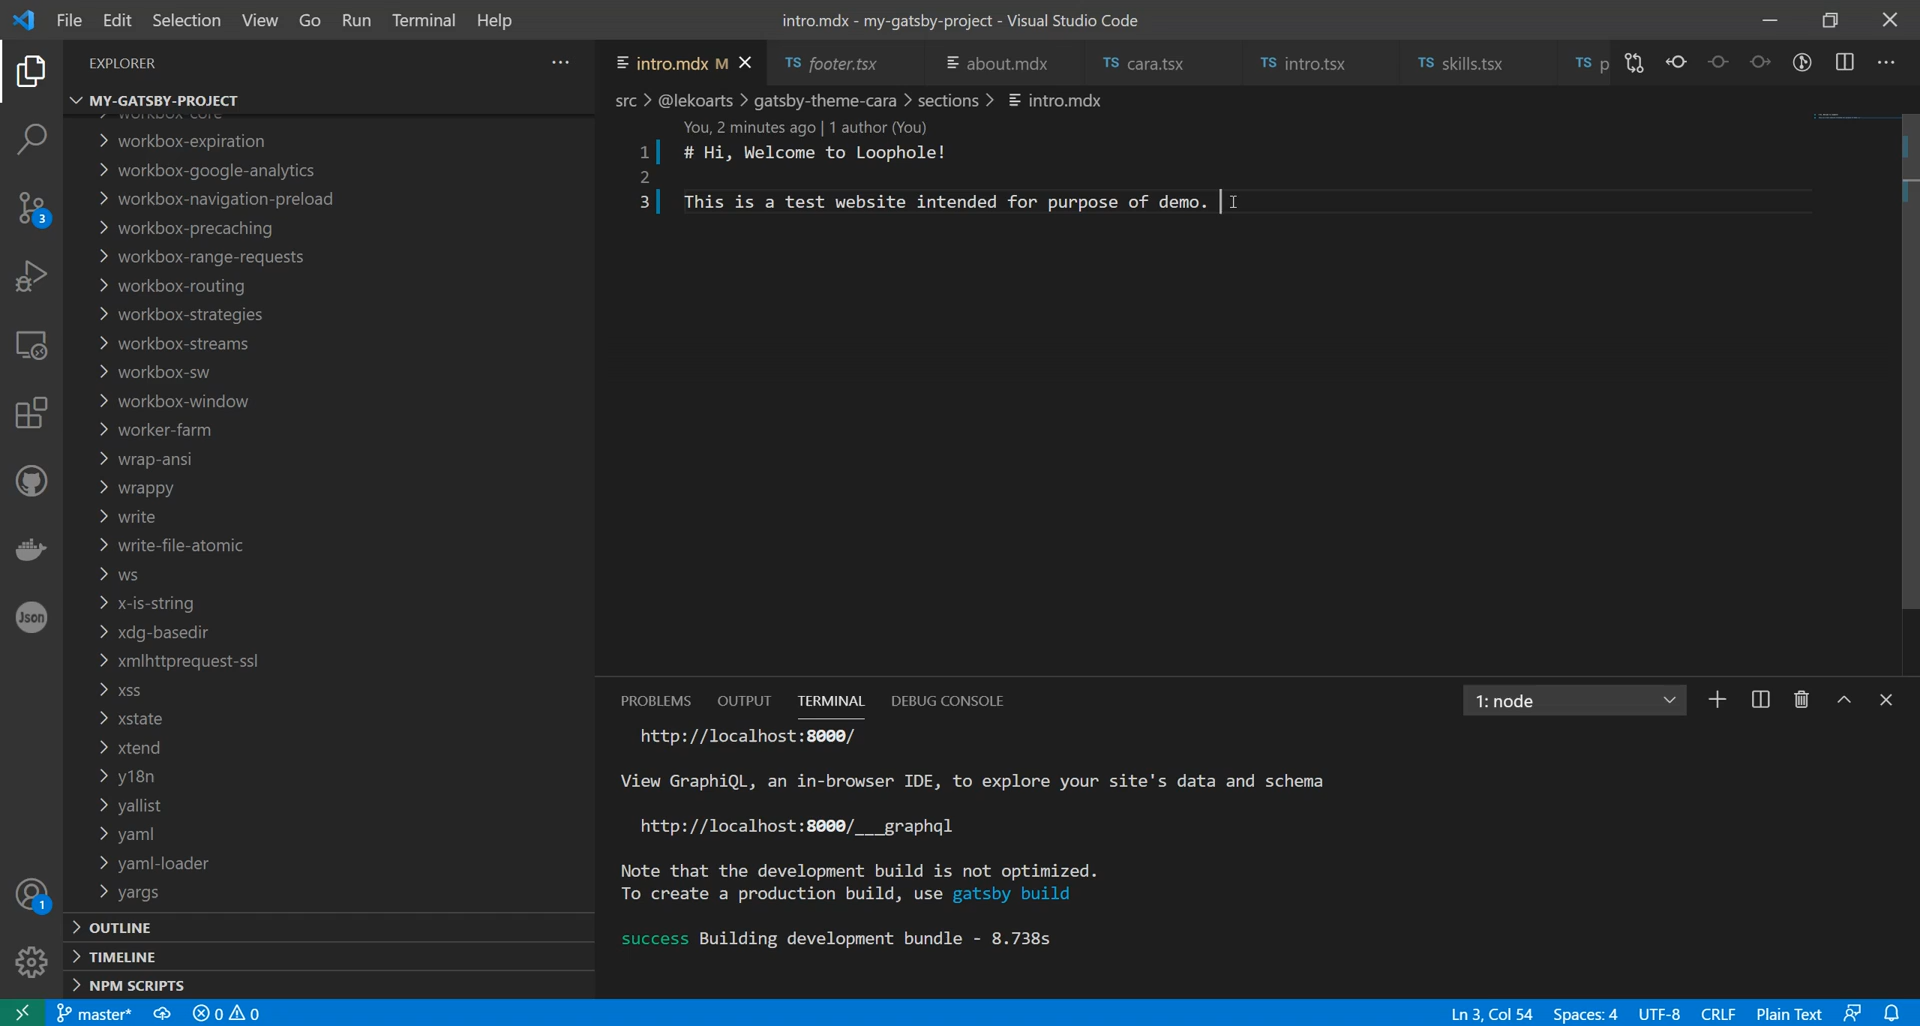 File Edit Selection View Go Run Terminal Help
intro.mdx - my-gatsby-project - Visual Studio Code
EXPLORER
MY-GATSBY-PROJECT
workbox-core
workbox-expiration
workbox-google-analytics
workbox-navigation-preload
workbox-precaching
workbox-range-requests
workbox-routing
workbox-strategies
workbox-streams
workbox-sw
workbox-window
worker-farm
wrap-ansi
wrappy
write
write-file-atomic
ws
x-is-string
xdg-basedir
xmlhttprequest-ssl
xss
xstate
xtend
y18n
yallist
yaml
yaml-loader
yargs
OUTLINE
TIMELINE
NPM SCRIPTS
3
Json
1
intro.mdx M
TS footer.tsx
about.mdx
TS cara.tsx
TS intro.tsx
TS skills.tsx
TS p
src > @lekoarts > gatsby-theme-cara > sections > intro.mdx
You, 2 minutes ago | 1 author (You)
1 # Hi, Welcome to Loophole!
2
3 This is a test website intended for purpose of demo.
PROBLEMS OUTPUT TERMINAL DEBUG CONSOLE
1: node
http://localhost:8000/
View GraphiQL, an in-browser IDE, to explore your site's data and schema
http://localhost:8000/___graphql
Note that the development build is not optimized.
To create a production build, use gatsby build
success Building development bundle - 8.738s
master* 0 0
Ln 3, Col 54 Spaces: 4 UTF-8 CRLF Plain Text